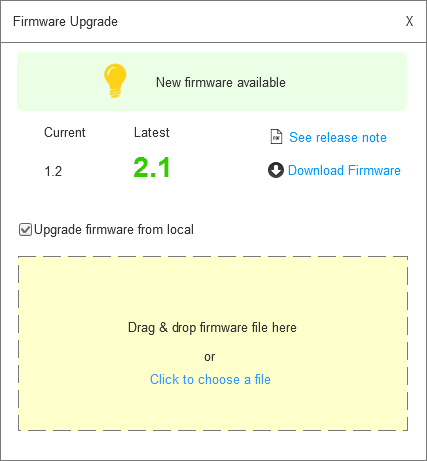 Firmware Upgrade X
New firmware available
Current Latest
See release note
1.2 2.1
Download Firmware
Upgrade firmware from local
Drag & drop firmware file here
or
Click to choose a file